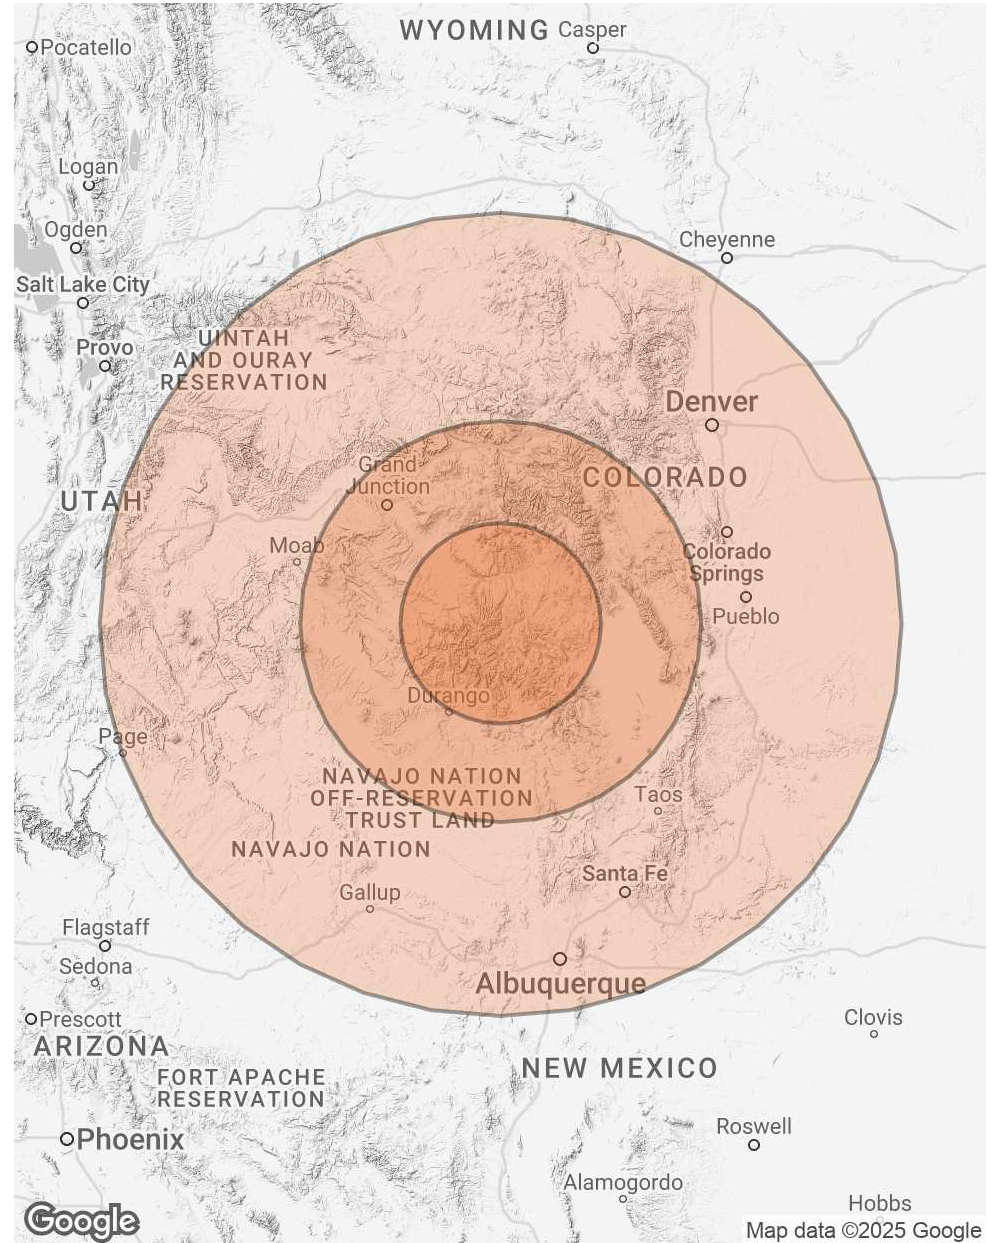 WYOMING
Casper
Pocatello
Logan
Ogden
Cheyenne
Salt Lake City
UINTAH
AND OURAY
RESERVATION
Provo
Denver
Grand
Junction
COLORADO
UTAH
Moab
Colorado
Springs
Pueblo
Durango
Page
NAVAJO NATION
OFF-RESERVATION
TRUST LAND
Taos
NAVAJO NATION
Santa Fe
Gallup
Flagstaff
Sedona
Albuquerque
Prescott
Clovis
ARIZONA
NEW MEXICO
FORT APACHE
RESERVATION
Roswell
Phoenix
Alamogordo
Hobbs
Google
Map data ©2025 Google